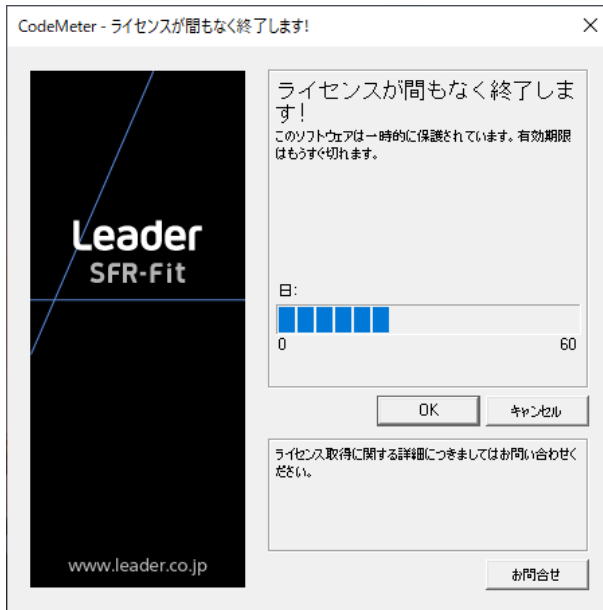 CodeMeter - ライセンスが間もなく終了します!
Leader
SFR-Fit
www.leader.co.jp
ライセンスが間もなく終了しま
す!
このソフトウェアは一時的に保護されています。有効期限
はもうすぐ切れます。
日:
0 60
OK キャンセル
ライセンス取得に関する詳細につきましてはお問い合わせく
ださい。
お問合せ